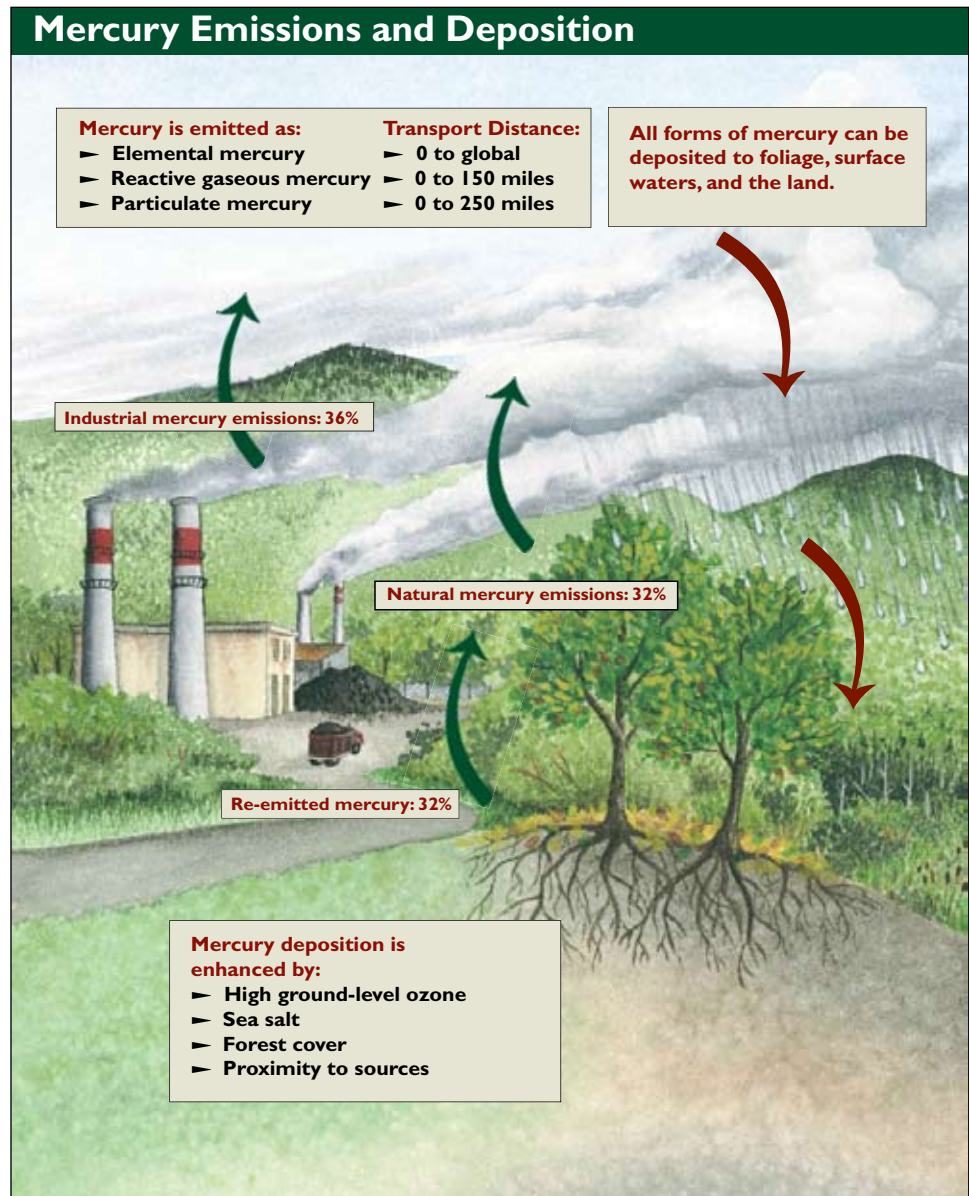 Mercury Emissions and Deposition
Mercury is emitted as:
► Elemental mercury
► Reactive gaseous mercury
► Particulate mercury
Transport Distance:
► 0 to global
► 0 to 150 miles
► 0 to 250 miles
All forms of mercury can be
deposited to foliage, surface
waters, and the land.
Industrial mercury emissions: 36%
Natural mercury emissions: 32%
Re-emitted mercury: 32%
Mercury deposition is
enhanced by:
► High ground-level ozone
► Sea salt
► Forest cover
► Proximity to sources